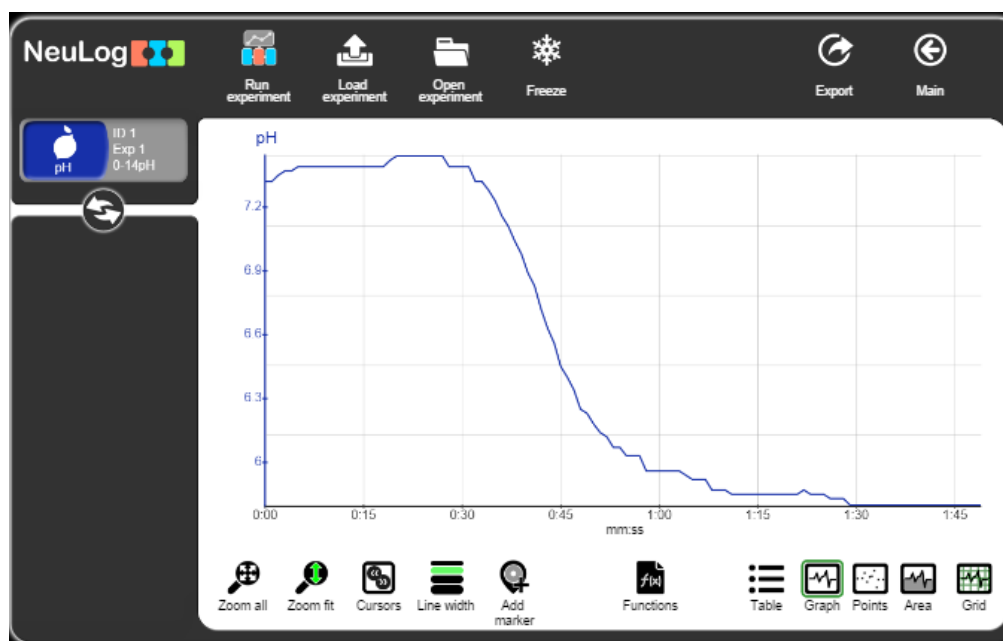 NeuLog
Run
experiment
Load
experiment
Open
experiment
Freeze
Export
Main
pH
ID 1
Exp 1
0-14pH
pH
7.2
6.9
6.6
6.3
6
0:00
0:15
0:30
0:45
1:00
1:15
1:30
1:45
mm:ss
Zoom all
Zoom fit
Cursors
Line width
Add
marker
f(x)
Functions
Table
Graph
Points
Area
Grid